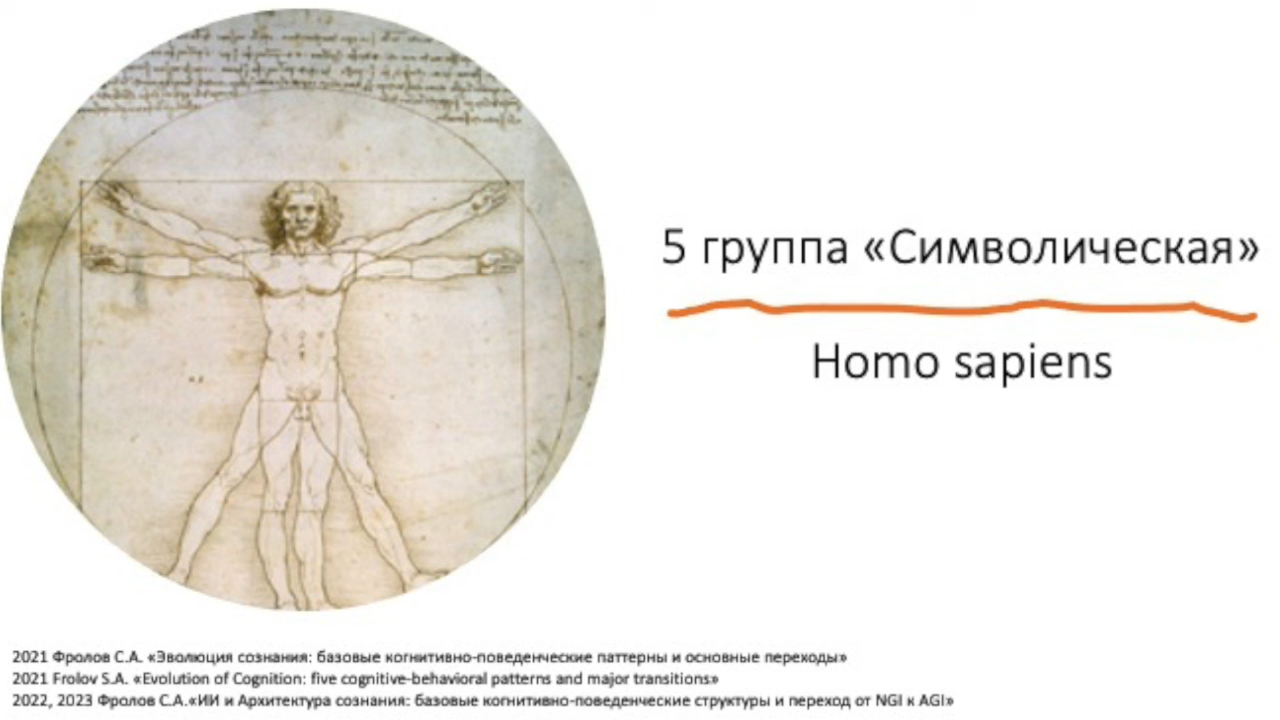 5 группа «Символическая»
Homo sapiens
2021 Фролов С.А. «Эволюция сознания: базовые когнитивно-поведенческие паттерны и основные переходы»
2021 Frolov S.A. «Evolution of Cognition: five cognitive-behavioral patterns and major transitions»
2022, 2023 Фролов С.А.«ИИ и Архитектура сознания: базовые когнитивно-поведенческие структуры и переход от NGI к AGI»